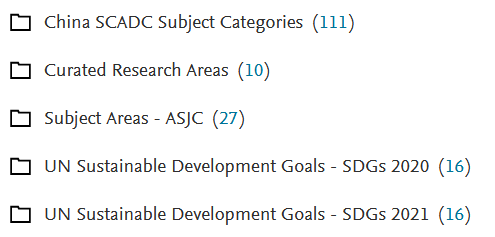 China SCADC Subject Categories (111)
Curated Research Areas (10)
Subject Areas - ASJC (27)
UN Sustainable Development Goals - SDGs 2020 (16)
UN Sustainable Development Goals - SDGs 2021 (16)